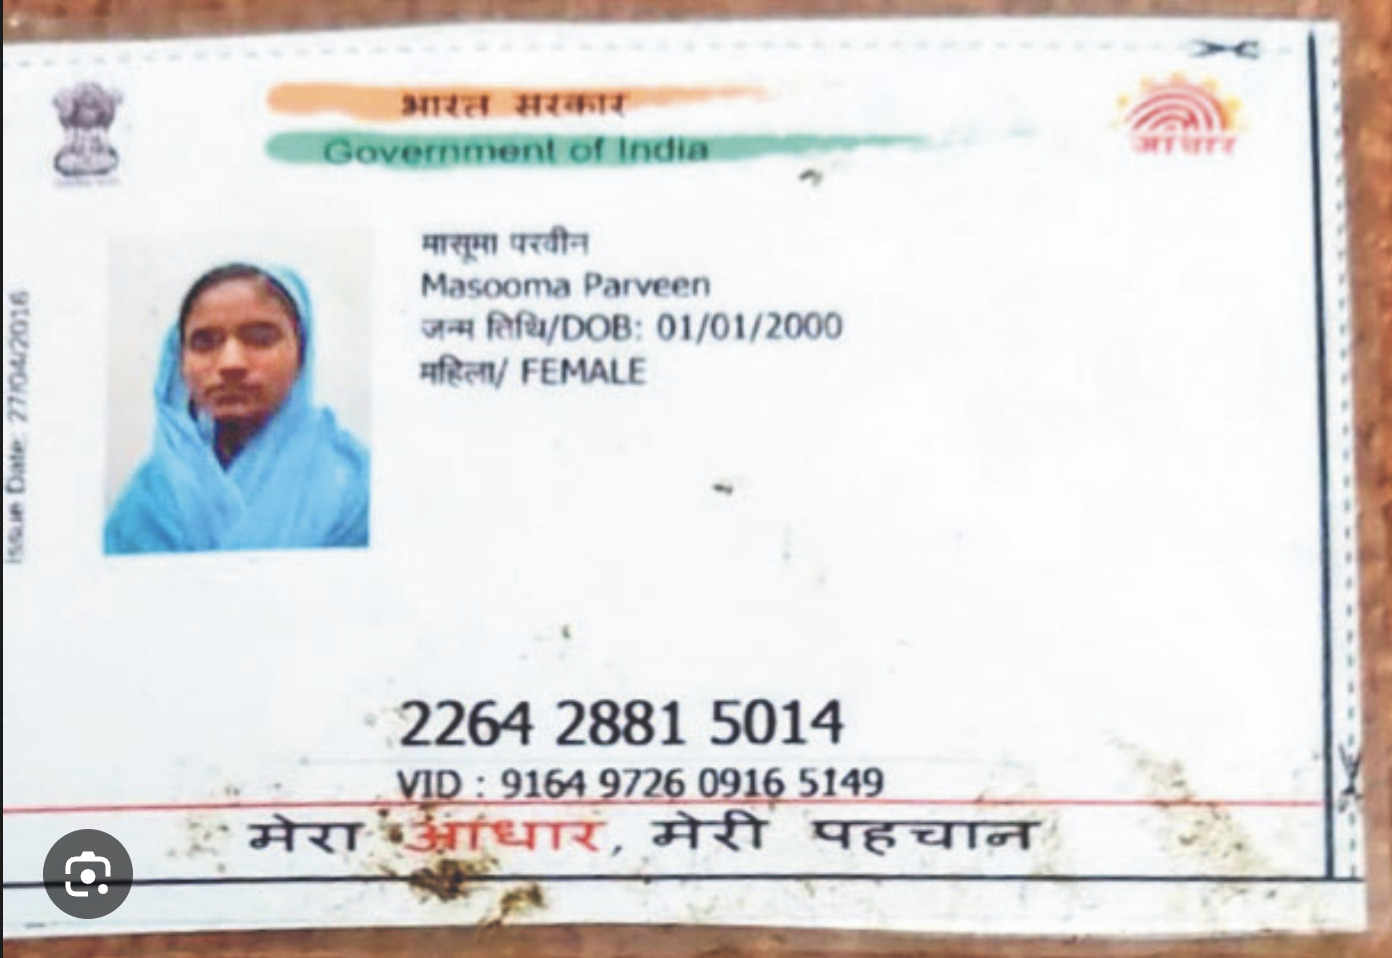 भारत सरकार
Government of India
आधार
Issue Date: 27/04/2016
मासूमा परवीन
Masooma Parveen
जन्म तिथि/DOB: 01/01/2000
महिला/ FEMALE
2264 2881 5014
VID : 9164 9726 0916 5149
मेरा आधार, मेरी पहचान